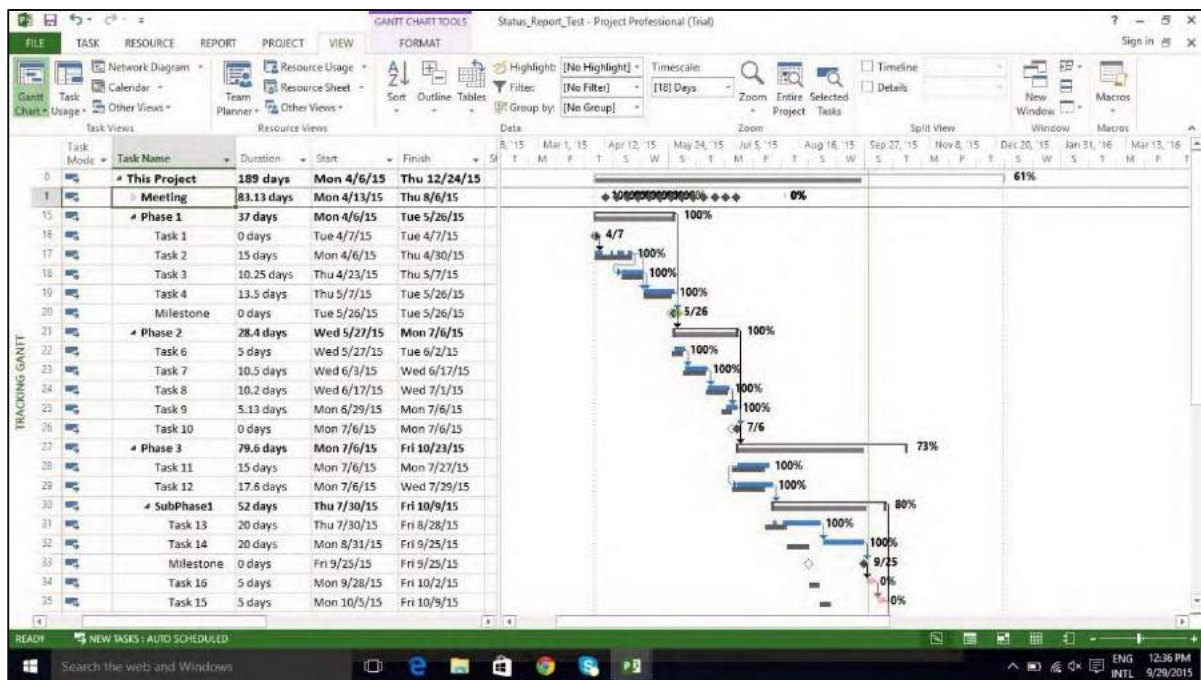 GANTT CHART TOOLS Status_Report_Test - Project Professional (Trial) ?
FILE TASK RESOURCE REPORT PROJECT VIEW FORMAT Sign in
Network Diagram Resource Usage Highlight: [No Highlight] Timescale: Timeline
Calendar Resource Sheet Filter: [No Filter] [18] Days Details
Gantt Chart Task Usage Other Views Team Planner Other Views Sort Outline Tables Group by: [No Group] Zoom Entire Project Selected Tasks New Window Macros
Task Views Resource Views Data Zoom Split View Window Macros
Task Mode Task Name Duration Start Finish
8, '15 Mar 1, '15 Apr 12, '15 May 24, '15 Jul 5, '15 Aug 16, '15 Sep 27, '15 Nov 8, '15 Dec 20, '15 Jan 31, '16 Mar 13, '16
T M F T S W S T M F T S W S T M F T S W S T
0 This Project 189 days Mon 4/6/15 Thu 12/24/15 61%
1 Meeting 83.13 days Mon 4/13/15 Thu 8/6/15 0%
15 Phase 1 37 days Mon 4/6/15 Tue 5/26/15 100%
16 Task 1 0 days Tue 4/7/15 Tue 4/7/15 4/7
17 Task 2 15 days Mon 4/6/15 Thu 4/30/15 100%
18 Task 3 10.25 days Thu 4/23/15 Thu 5/7/15 100%
19 Task 4 13.5 days Thu 5/7/15 Tue 5/26/15 100%
20 Milestone 0 days Tue 5/26/15 Tue 5/26/15 5/26
21 Phase 2 28.4 days Wed 5/27/15 Mon 7/6/15 100%
22 Task 6 5 days Wed 5/27/15 Tue 6/2/15 100%
23 Task 7 10.5 days Wed 6/3/15 Wed 6/17/15 100%
24 Task 8 10.2 days Wed 6/17/15 Wed 7/1/15 100%
25 Task 9 5.13 days Mon 6/29/15 Mon 7/6/15 100%
26 Task 10 0 days Mon 7/6/15 Mon 7/6/15 7/6
27 Phase 3 79.6 days Mon 7/6/15 Fri 10/23/15 73%
28 Task 11 15 days Mon 7/6/15 Mon 7/27/15 100%
29 Task 12 17.6 days Mon 7/6/15 Wed 7/29/15 100%
30 SubPhase1 52 days Thu 7/30/15 Fri 10/9/15 80%
31 Task 13 20 days Thu 7/30/15 Fri 8/28/15 100%
32 Task 14 20 days Mon 8/31/15 Fri 9/25/15 100%
33 Milestone 0 days Fri 9/25/15 Fri 9/25/15 9/25
34 Task 16 5 days Mon 9/28/15 Fri 10/2/15 0%
35 Task 15 5 days Mon 10/5/15 Fri 10/9/15 0%
TRACKING GANTT
READY NEW TASKS : AUTO SCHEDULED
Search the web and Windows ENG 12:36 PM
INTL 9/29/2015